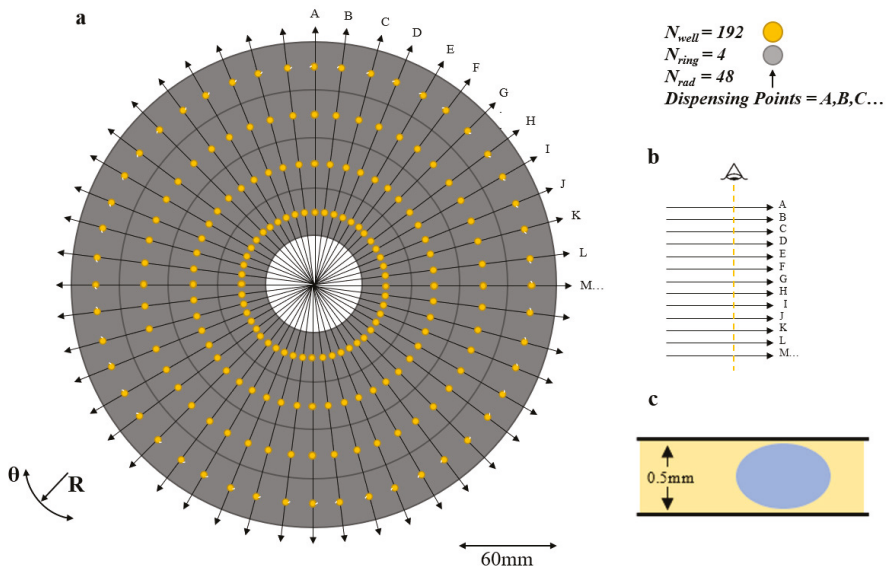 a
A
B
C
D
E
F
G
H
I
J
K
L
M...
θ
R
60mm
N_well = 192
N_ring = 4
N_rad = 48
Dispensing Points = A,B,C...
b
A
B
C
D
E
F
G
H
I
J
K
L
M...
c
0.5mm